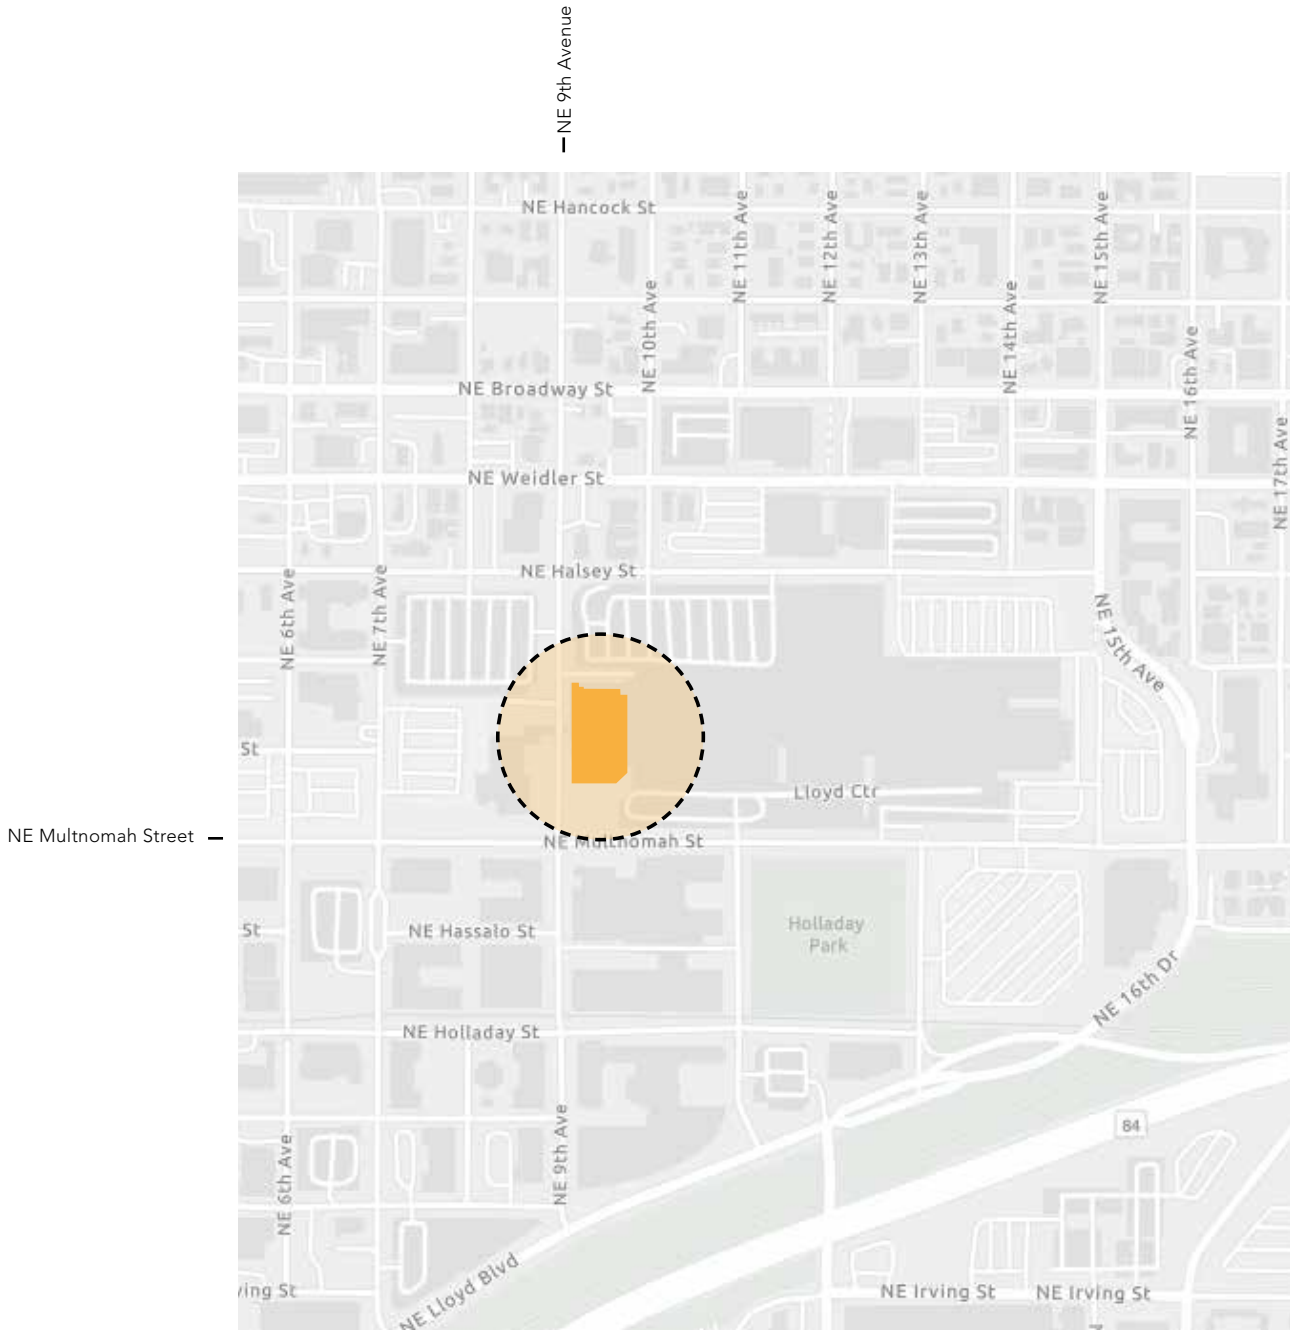 NE 9th Avenue
NE Hancock St
NE 11th Ave
NE 12th Ave
NE 13th Ave
NE 15th Ave
NE 10th Ave
NE 14th Ave
NE 16th Ave
NE Broadway St
NE 17th Ave
NE Weidler St
NE Halsey St
NE 6th Ave
NE 7th Ave
NE 15th Ave
St
Lloyd Ctr
NE Multnomah Street
NE Multnomah St
St
NE Hassalo St
Holladay
Park
NE 16th Dr
NE Holladay St
84
NE 6th Ave
NE 9th Ave
NE Lloyd Blvd
ving St
NE Irving St
NE Irving St